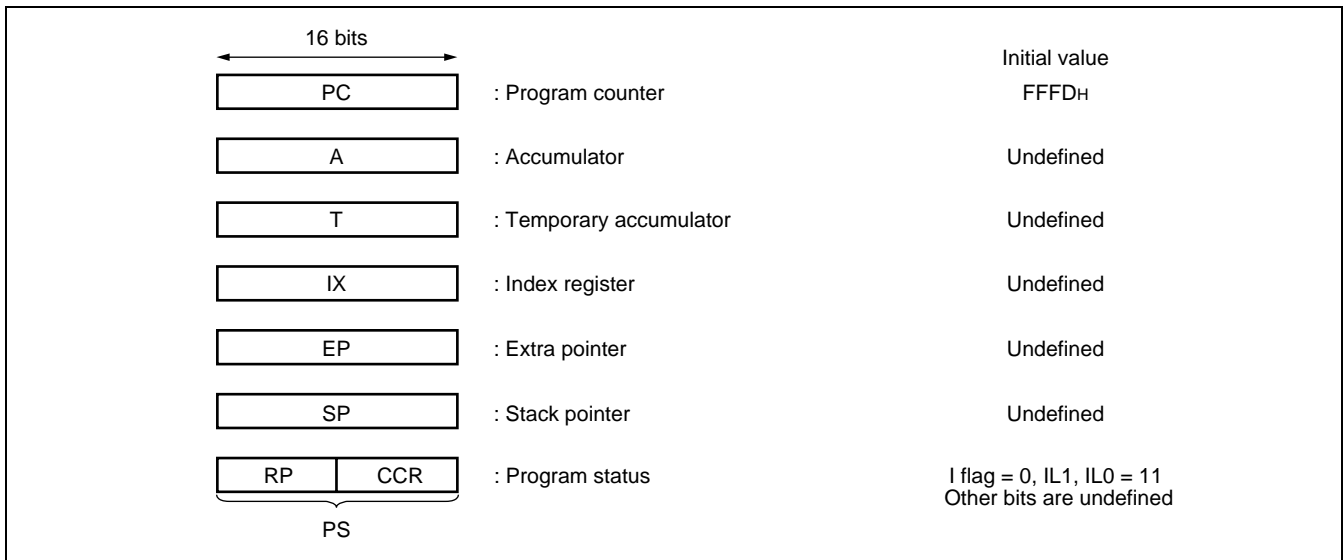 16 bits
Initial value
PC : Program counter FFFDH
A : Accumulator Undefined
T : Temporary accumulator Undefined
IX : Index register Undefined
EP : Extra pointer Undefined
SP : Stack pointer Undefined
RP CCR : Program status I flag = 0, IL1, IL0 = 11
Other bits are undefined
PS